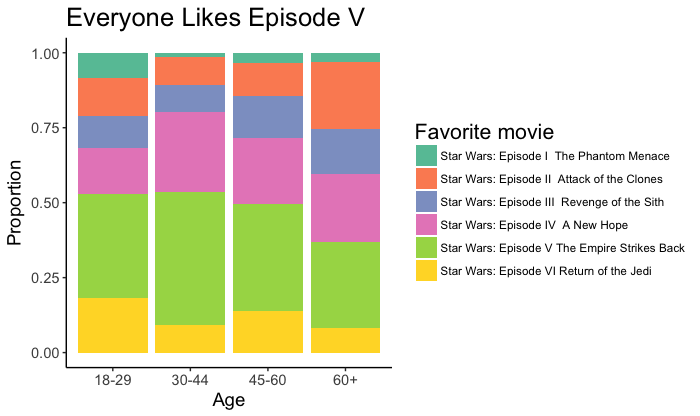 Everyone Likes Episode V
Proportion
1.00
0.75
0.50
0.25
0.00
18-29 30-44 45-60 60+
Age
Favorite movie
Star Wars: Episode I  The Phantom Menace
Star Wars: Episode II  Attack of the Clones
Star Wars: Episode III  Revenge of the Sith
Star Wars: Episode IV  A New Hope
Star Wars: Episode V The Empire Strikes Back
Star Wars: Episode VI Return of the Jedi